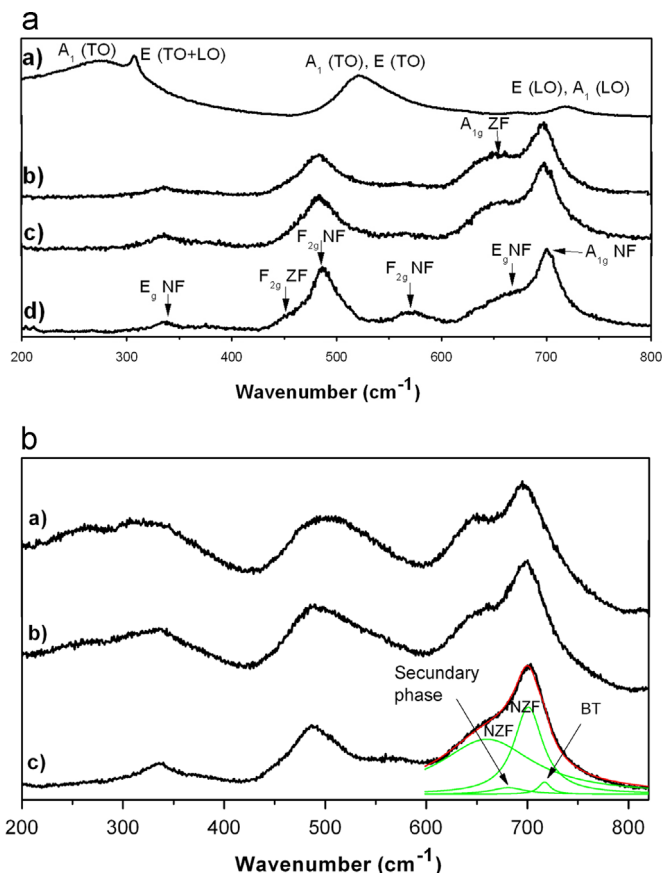 a
a)
A1 (TO)
E (TO+LO)
A1 (TO), E (TO)
E (LO), A1 (LO)
A1g ZF
b)
c)
F2g NF
Eg NF
F2g ZF
F2g NF
Eg NF
A1g NF
d)
200 300 400 500 600 700 800
Wavenumber (cm-1)
b
a)
b)
Secundary
phase
NZF
NZF
BT
c)
200 300 400 500 600 700 800
Wavenumber (cm-1)